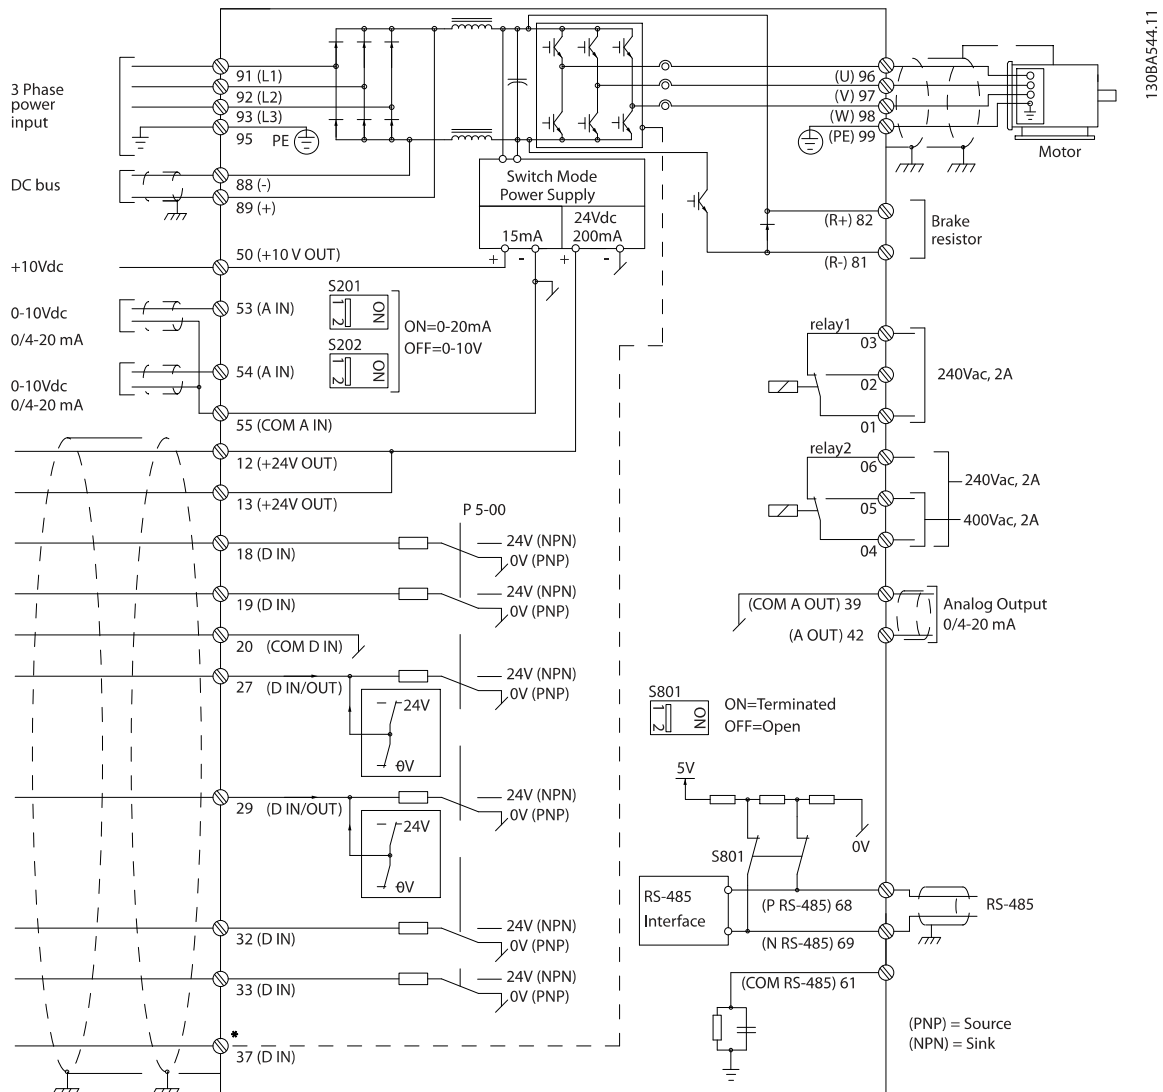 130BA544.11
3 Phase
power
input
91 (L1)
92 (L2)
93 (L3)
95
PE
DC bus
88 (-)
89 (+)
Switch Mode
Power Supply
15mA
24Vdc
200mA
+ - + -
(U) 96
(V) 97
(W) 98
(PE) 99
Motor
(R+) 82
(R-) 81
Brake
resistor
+10Vdc
50 (+10 V OUT)
0-10Vdc
0/4-20 mA
53 (A IN)
S201
1 2
ON
ON=0-20mA
OFF=0-10V
S202
1 2
ON
0-10Vdc
0/4-20 mA
54 (A IN)
55 (COM A IN)
12 (+24V OUT)
13 (+24V OUT)
relay1
03
02
01
240Vac, 2A
relay2
06
05
04
240Vac, 2A
400Vac, 2A
P 5-00
18 (D IN)
24V (NPN)
0V (PNP)
19 (D IN)
24V (NPN)
0V (PNP)
20 (COM D IN)
27 (D IN/OUT)
24V (NPN)
0V (PNP)
24V
0V
29 (D IN/OUT)
24V (NPN)
0V (PNP)
24V
0V
32 (D IN)
24V (NPN)
0V (PNP)
33 (D IN)
24V (NPN)
0V (PNP)
*
37 (D IN)
(COM A OUT) 39
(A OUT) 42
Analog Output
0/4-20 mA
S801
1 2
ON
ON=Terminated
OFF=Open
5V
0V
S801
RS-485
Interface
(P RS-485) 68
(N RS-485) 69
RS-485
(COM RS-485) 61
(PNP) = Source
(NPN) = Sink